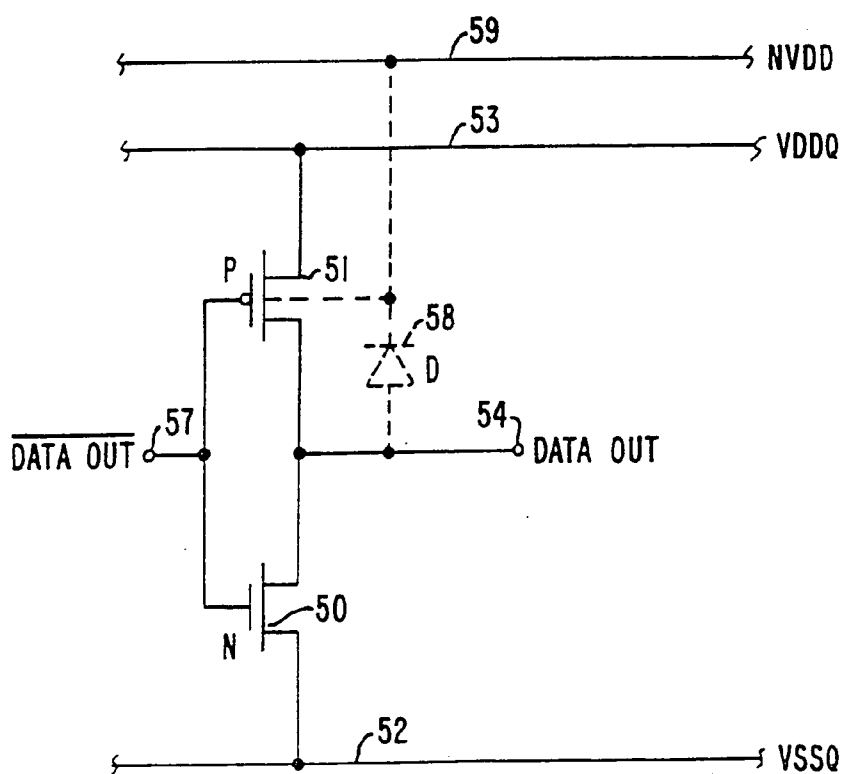 59
NVDD
53
VDDQ
P
51
58
D
57
DATA OUT
54
DATA OUT
50
N
52
VSSQ